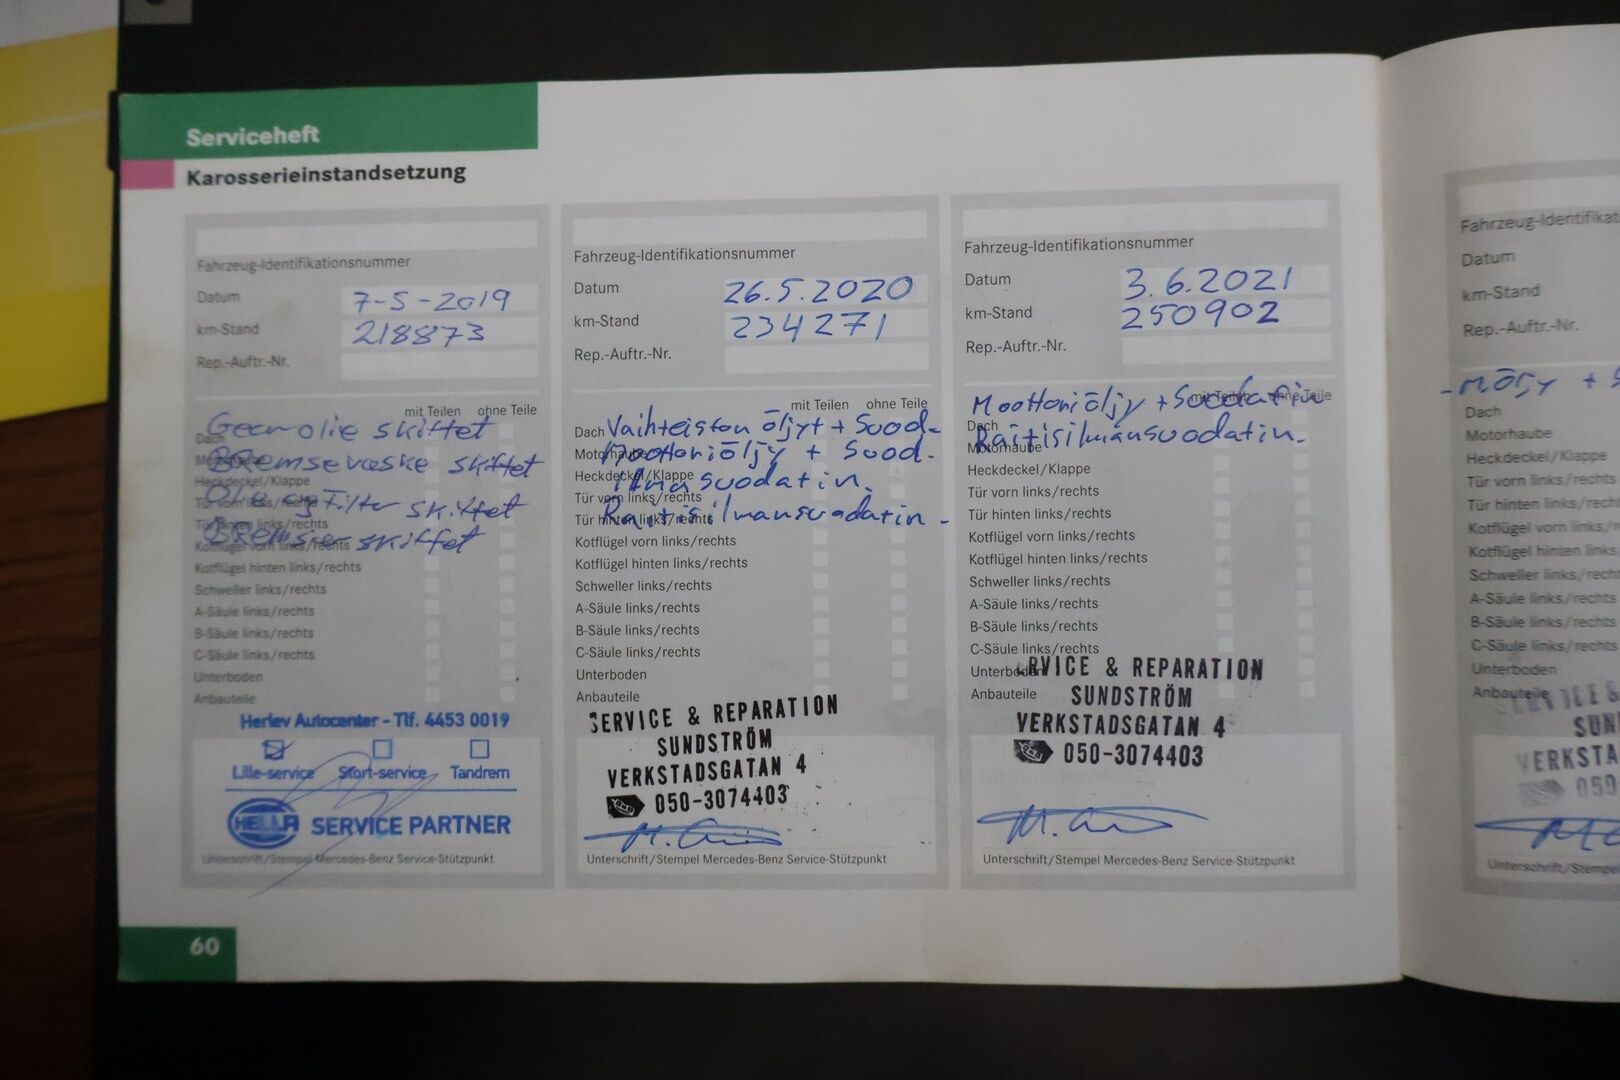 Serviceheft
Karosserieinstandsetzung
Fahrzeug-Identifikationsnummer
Datum 7-5-2019
km-Stand 218873
Rep.-Auftr.-Nr.
mit Teilen ohne Teile
Gearolie skiftet
Dach
Bremsevæske skiftet
Heckdeckel/Klappe
Olie og Filter skiftet
Tür vorn links/rechts
Tür hinten links/rechts
Bremser skiftet
Kotflügel vorn links/rechts
Kotflügel hinten links/rechts
Schweller links/rechts
A-Säule links/rechts
B-Säule links/rechts
C-Säule links/rechts
Unterboden
Anbauteile
Herlev Autocenter - Tlf. 4453 0019
Lille-service Stort-service Tandrem
HELLA SERVICE PARTNER
Unterschrift/Stempel Mercedes-Benz Service-Stützpunkt
Fahrzeug-Identifikationsnummer
Datum 26.5.2020
km-Stand 234271
Rep.-Auftr.-Nr.
mit Teilen ohne Teile
Dach Vaihteiston öljyt + Suod.
Motorhaube Moottoriöljy + Suod.
Heckdeckel/Klappe Ilmasuodatin.
Tür vorn links/rechts
Tür hinten links/rechts Raitisilmansuodatin.
Kotflügel vorn links/rechts
Kotflügel hinten links/rechts
Schweller links/rechts
A-Säule links/rechts
B-Säule links/rechts
C-Säule links/rechts
Unterboden
Anbauteile
SERVICE & REPARATION
SUNDSTRÖM
VERKSTADSGATAN 4
050-3074403
Unterschrift/Stempel Mercedes-Benz Service-Stützpunkt
Fahrzeug-Identifikationsnummer
Datum 3.6.2021
km-Stand 250902
Rep.-Auftr.-Nr.
mit Teilen ohne Teile
Moottoriöljy + Suodatin
Dach
Raitisilmansuodatin.
Motorhaube
Heckdeckel/Klappe
Tür vorn links/rechts
Tür hinten links/rechts
Kotflügel vorn links/rechts
Kotflügel hinten links/rechts
Schweller links/rechts
A-Säule links/rechts
B-Säule links/rechts
C-Säule links/rechts
Unterboden
Anbauteile
RVICE & REPARATION
SUNDSTRÖM
VERKSTADSGATAN 4
050-3074403
Unterschrift/Stempel Mercedes-Benz Service-Stützpunkt
60
Fahrzeug-Identifikat
Datum
km-Stand
Rep.-Auftr.-Nr.
- M.öljy + S
Dach
Motorhaube
Heckdeckel/Klappe
Tür vorn links/rechts
Tür hinten links/rechts
Kotflügel vorn links
Kotflügel hinten links
Schweller links/recht
A-Säule links/rechts
B-Säule links/rechts
C-Säule links/rechts
Unterboden
Anbauteile
SUN
VERKSTA
050
Unterschrift/Stempe